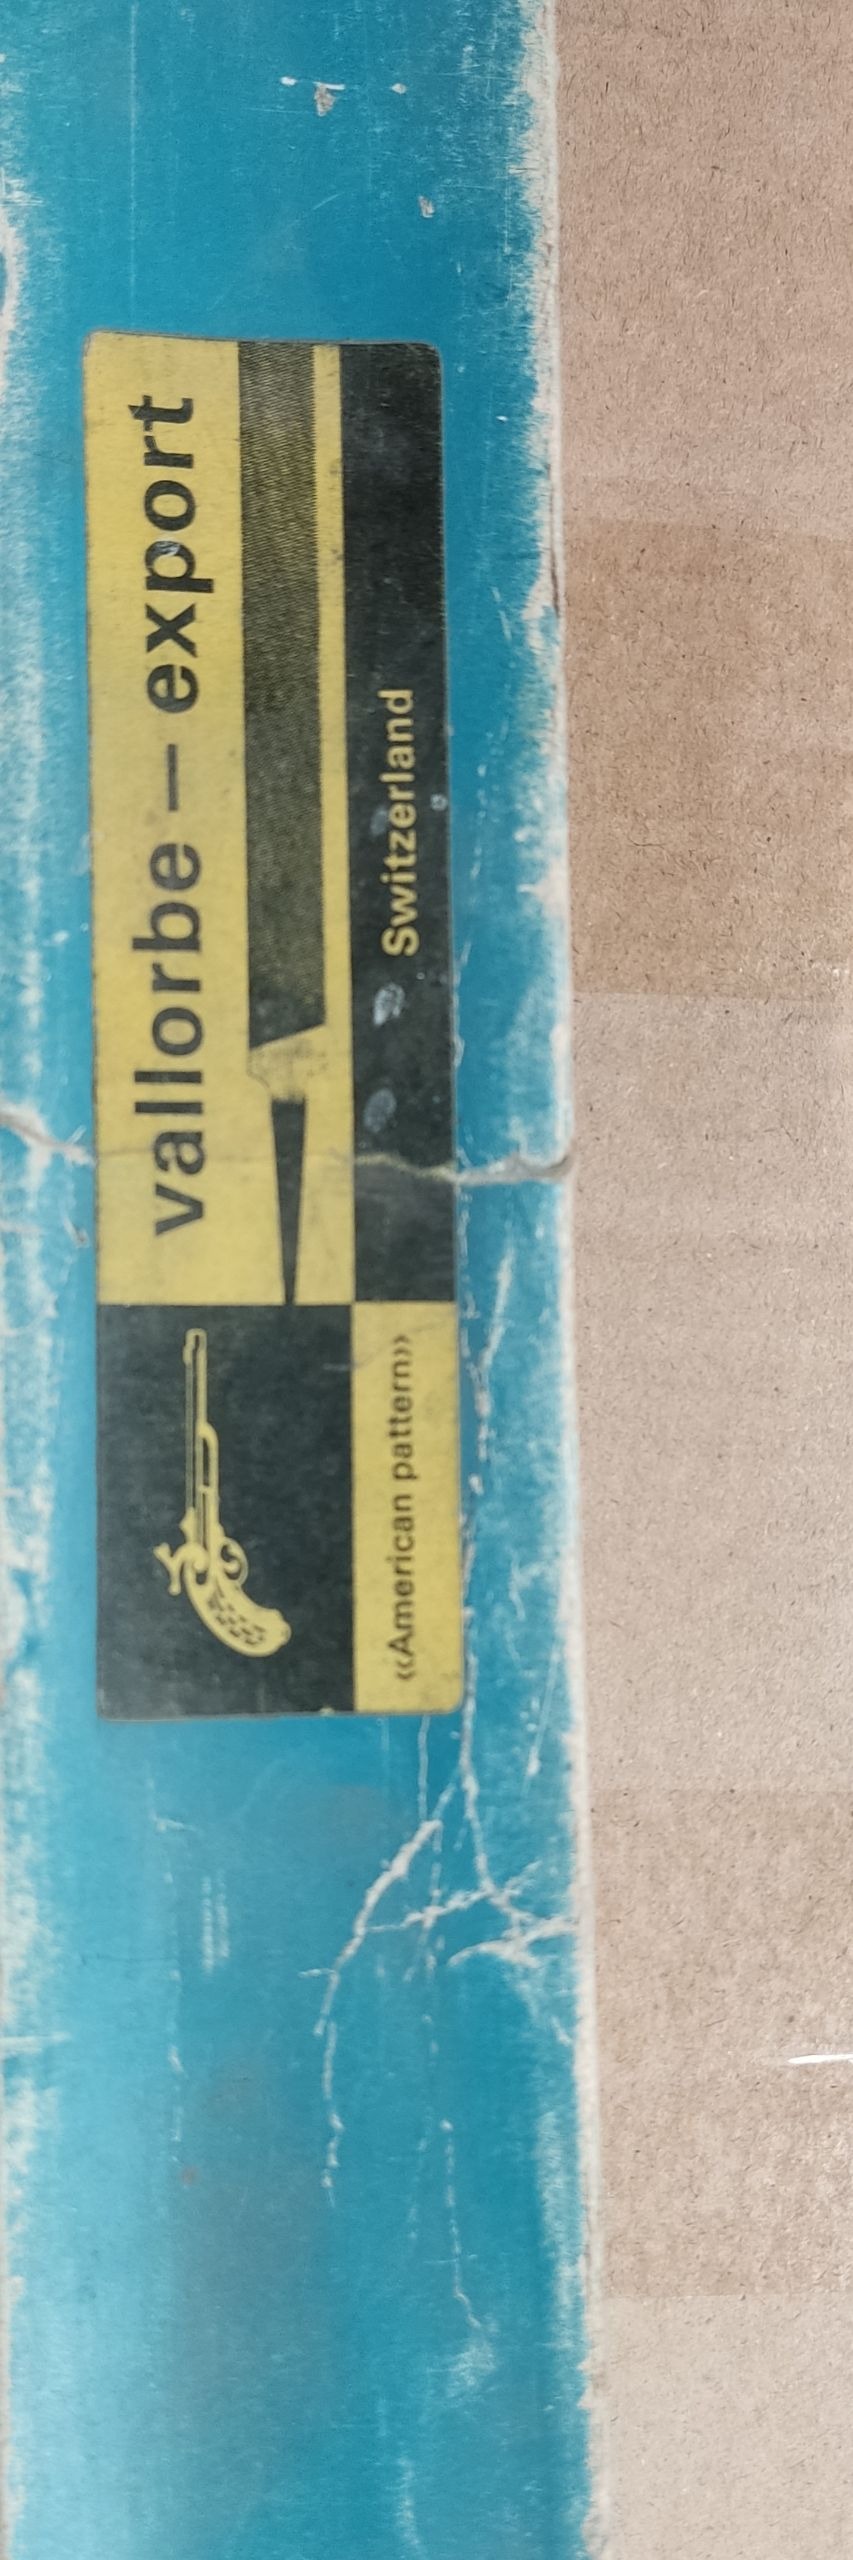 vallorbe – export
Switzerland
‹‹American pattern››